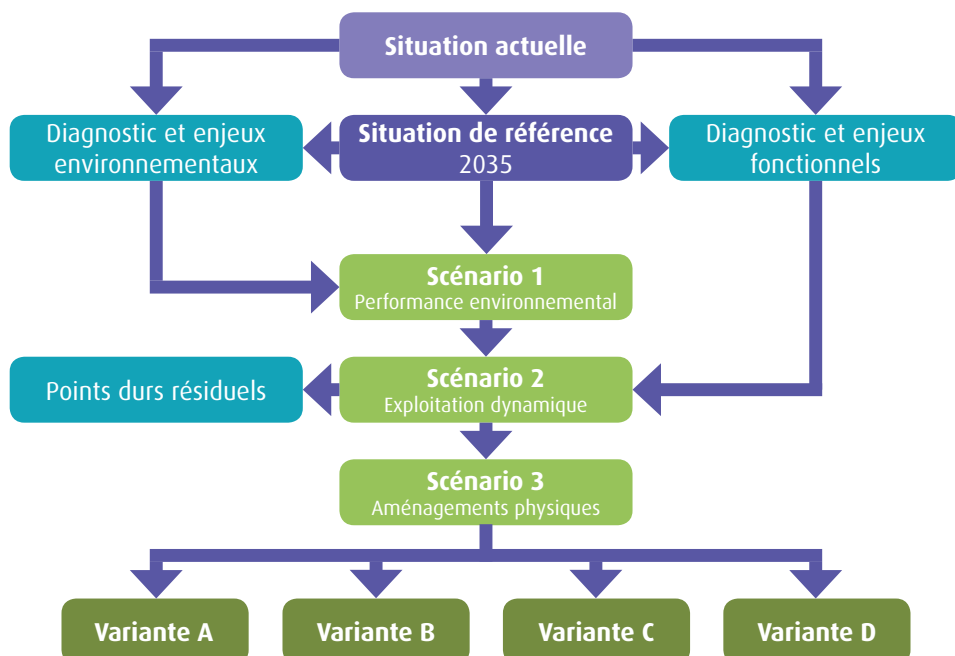 Situation actuelle
Diagnostic et enjeux
environnementaux
Situation de référence
2035
Diagnostic et enjeux
fonctionnels
Scénario 1
Performance environnemental
Points durs résiduels
Scénario 2
Exploitation dynamique
Scénario 3
Aménagements physiques
Variante A
Variante B
Variante C
Variante D